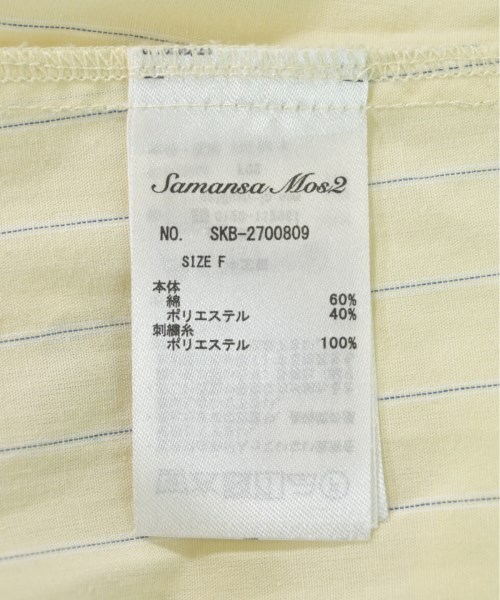 Samansa Mos2
NO. SKB-2700809
SIZE F
本体
綿 60%
ポリエステル 40%
刺繍糸
ポリエステル 100%